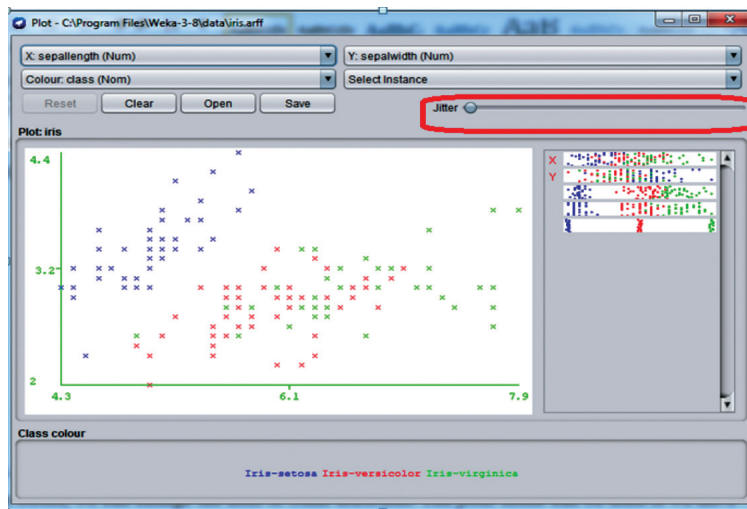 Plot - C:\Program Files\Weka-3-8\data\iris.arff
X: sepallength (Num)
Y: sepalwidth (Num)
Colour: class (Nom)
Select Instance
Reset
Clear
Open
Save
Jitter
Plot: iris
4.4
3.2
2
4.3
6.1
7.9
X
Y
Class colour
Iris-setosa Iris-versicolor Iris-virginica